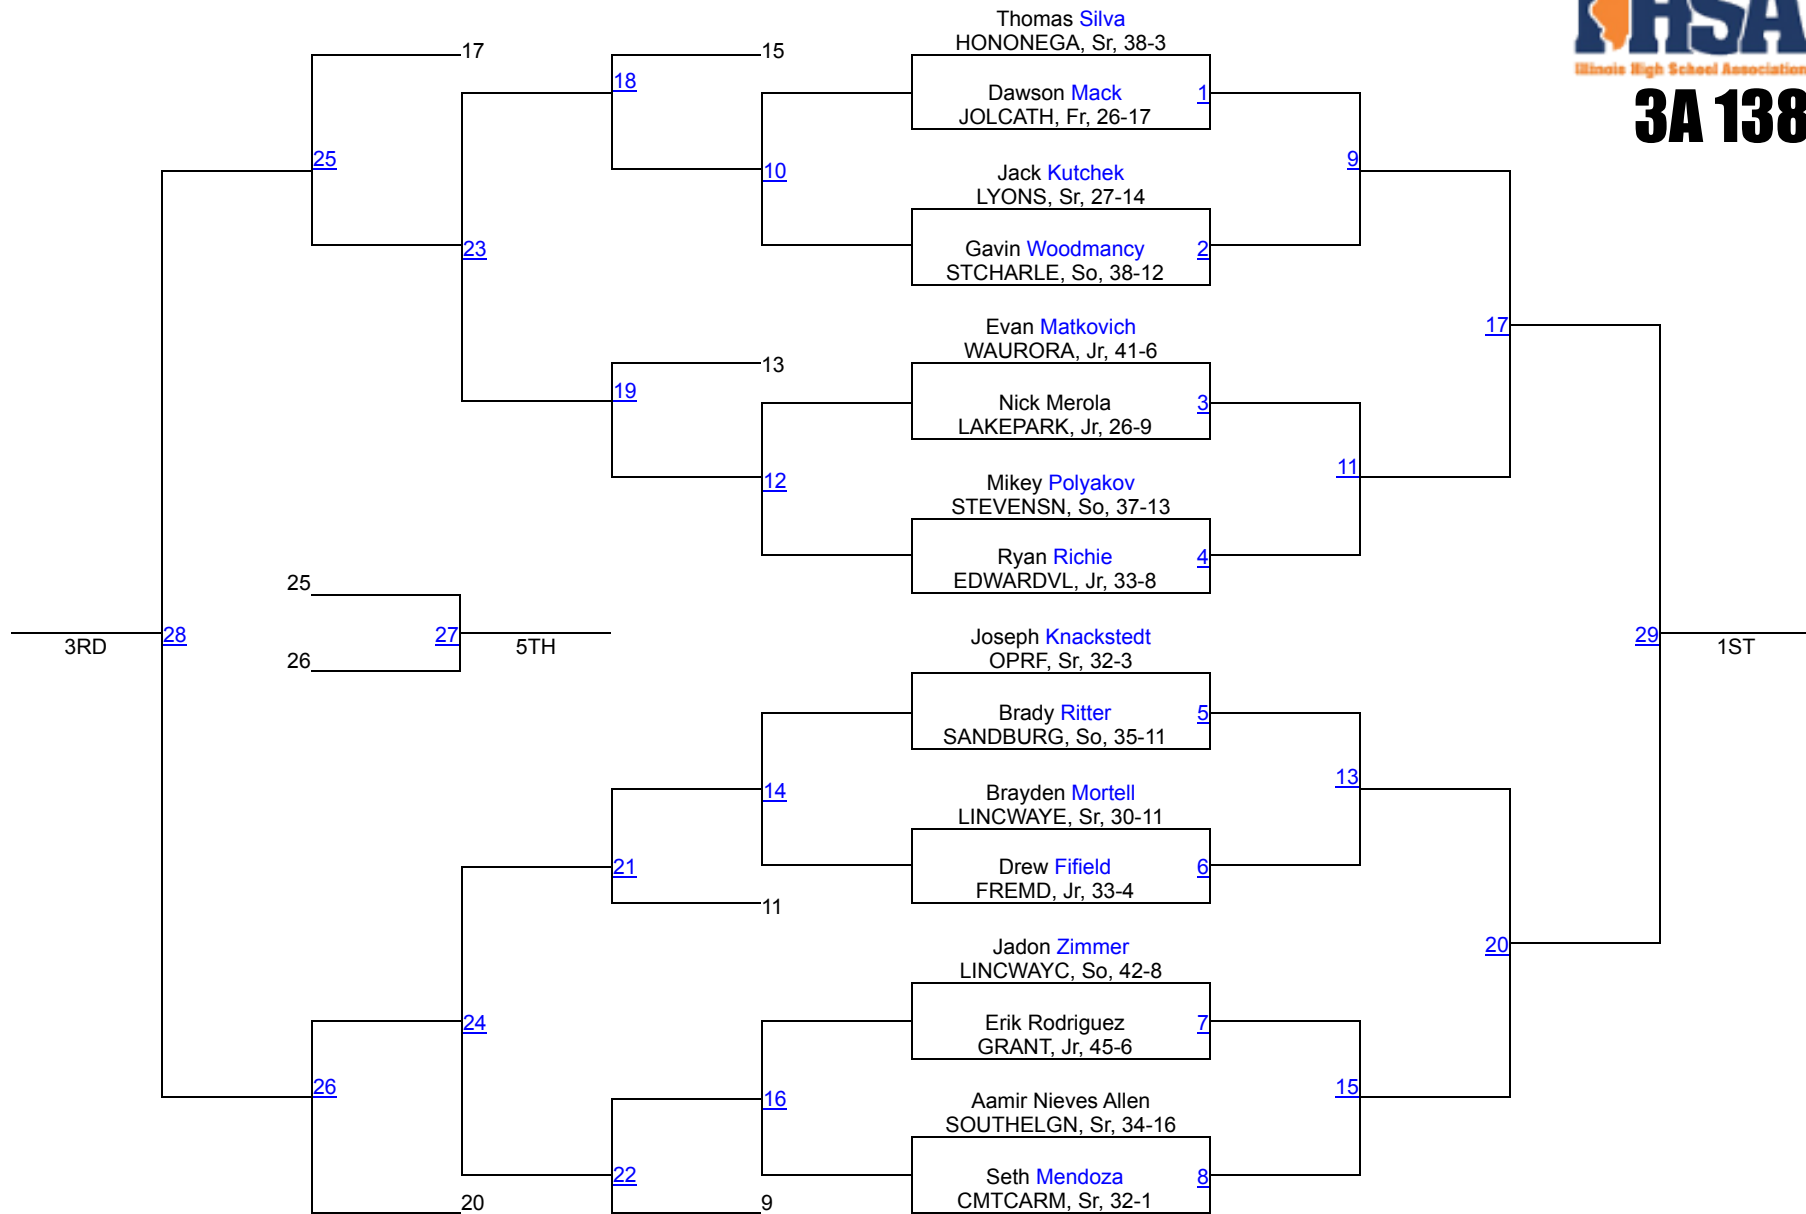 IHSA
Illinois High School Association
3A 138
Thomas Silva
HONONEGA, Sr, 38-3
Dawson Mack
JOLCATH, Fr, 26-17
1
Jack Kutchek
LYONS, Sr, 27-14
Gavin Woodmancy
STCHARLE, So, 38-12
2
Evan Matkovich
WAURORA, Jr, 41-6
Nick Merola
LAKEPARK, Jr, 26-9
3
Mikey Polyakov
STEVENSN, So, 37-13
Ryan Richie
EDWARDVL, Jr, 33-8
4
Joseph Knackstedt
OPRF, Sr, 32-3
Brady Ritter
SANDBURG, So, 35-11
5
Brayden Mortell
LINCWAYE, Sr, 30-11
Drew Fifield
FREMD, Jr, 33-4
6
Jadon Zimmer
LINCWAYC, So, 42-8
Erik Rodriguez
GRANT, Jr, 45-6
7
Aamir Nieves Allen
SOUTHELGN, Sr, 34-16
Seth Mendoza
CMTCARM, Sr, 32-1
8
9
11
13
15
17
20
29
1ST
10
12
14
16
15
18
13
19
21
11
22
9
23
24
17
25
26
20
25
26
27
5TH
28
3RD